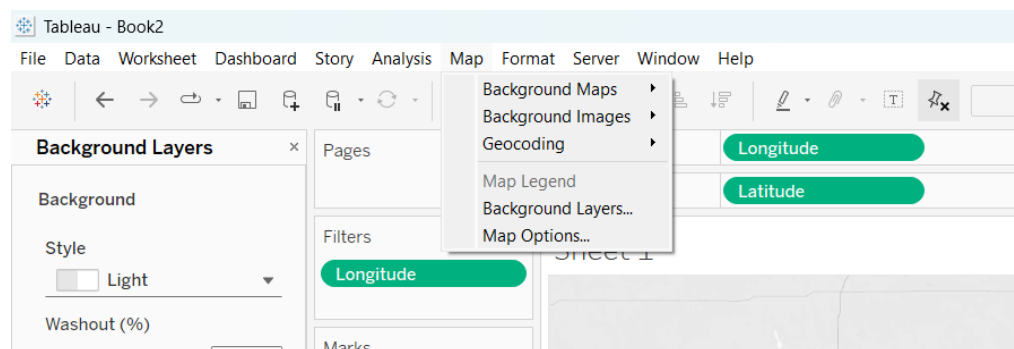 Tableau - Book2
File Data Worksheet Dashboard Story Analysis Map Format Server Window Help
T
Background Layers ×
Background
Style
Light
Washout (%)
Pages
Filters
Longitude
Marks
Background Maps
Background Images
Geocoding
Map Legend
Background Layers...
Map Options...
Longitude
Latitude
Sheet 1